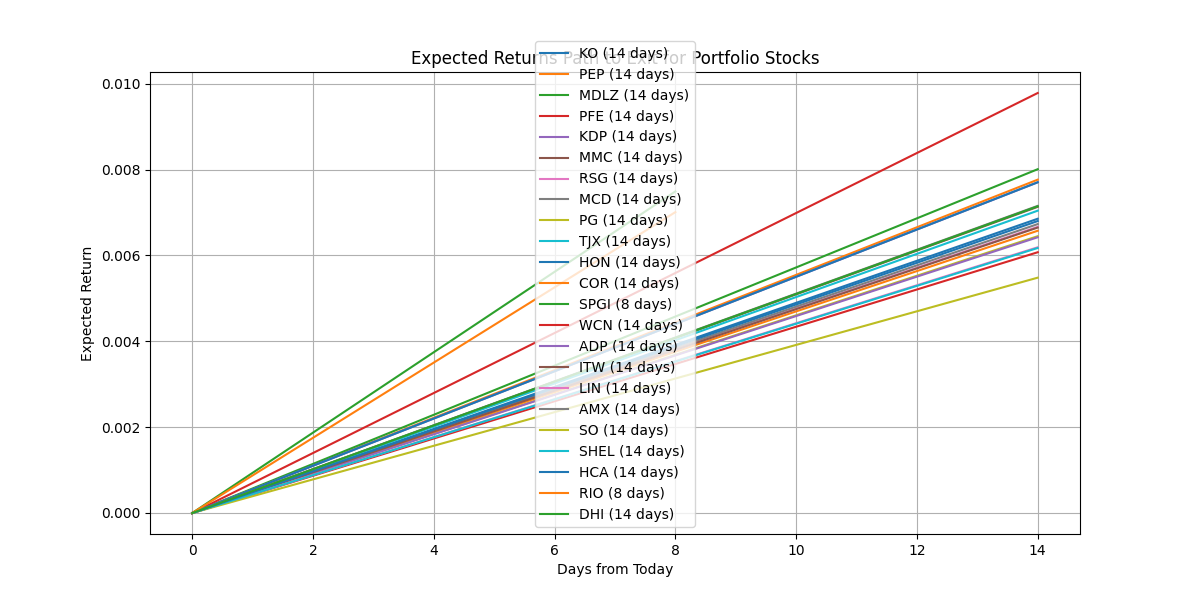 Expected Returns Path to Exit for Portfolio Stocks
KO (14 days)
PEP (14 days)
MDLZ (14 days)
PFE (14 days)
KDP (14 days)
MMC (14 days)
RSG (14 days)
MCD (14 days)
PG (14 days)
TJX (14 days)
HON (14 days)
COR (14 days)
SPGI (8 days)
WCN (14 days)
ADP (14 days)
ITW (14 days)
LIN (14 days)
AMX (14 days)
SO (14 days)
SHEL (14 days)
HCA (14 days)
RIO (8 days)
DHI (14 days)
Expected Return
0.010
0.008
0.006
0.004
0.002
0.000
0 2 4 6 8 10 12 14
Days from Today